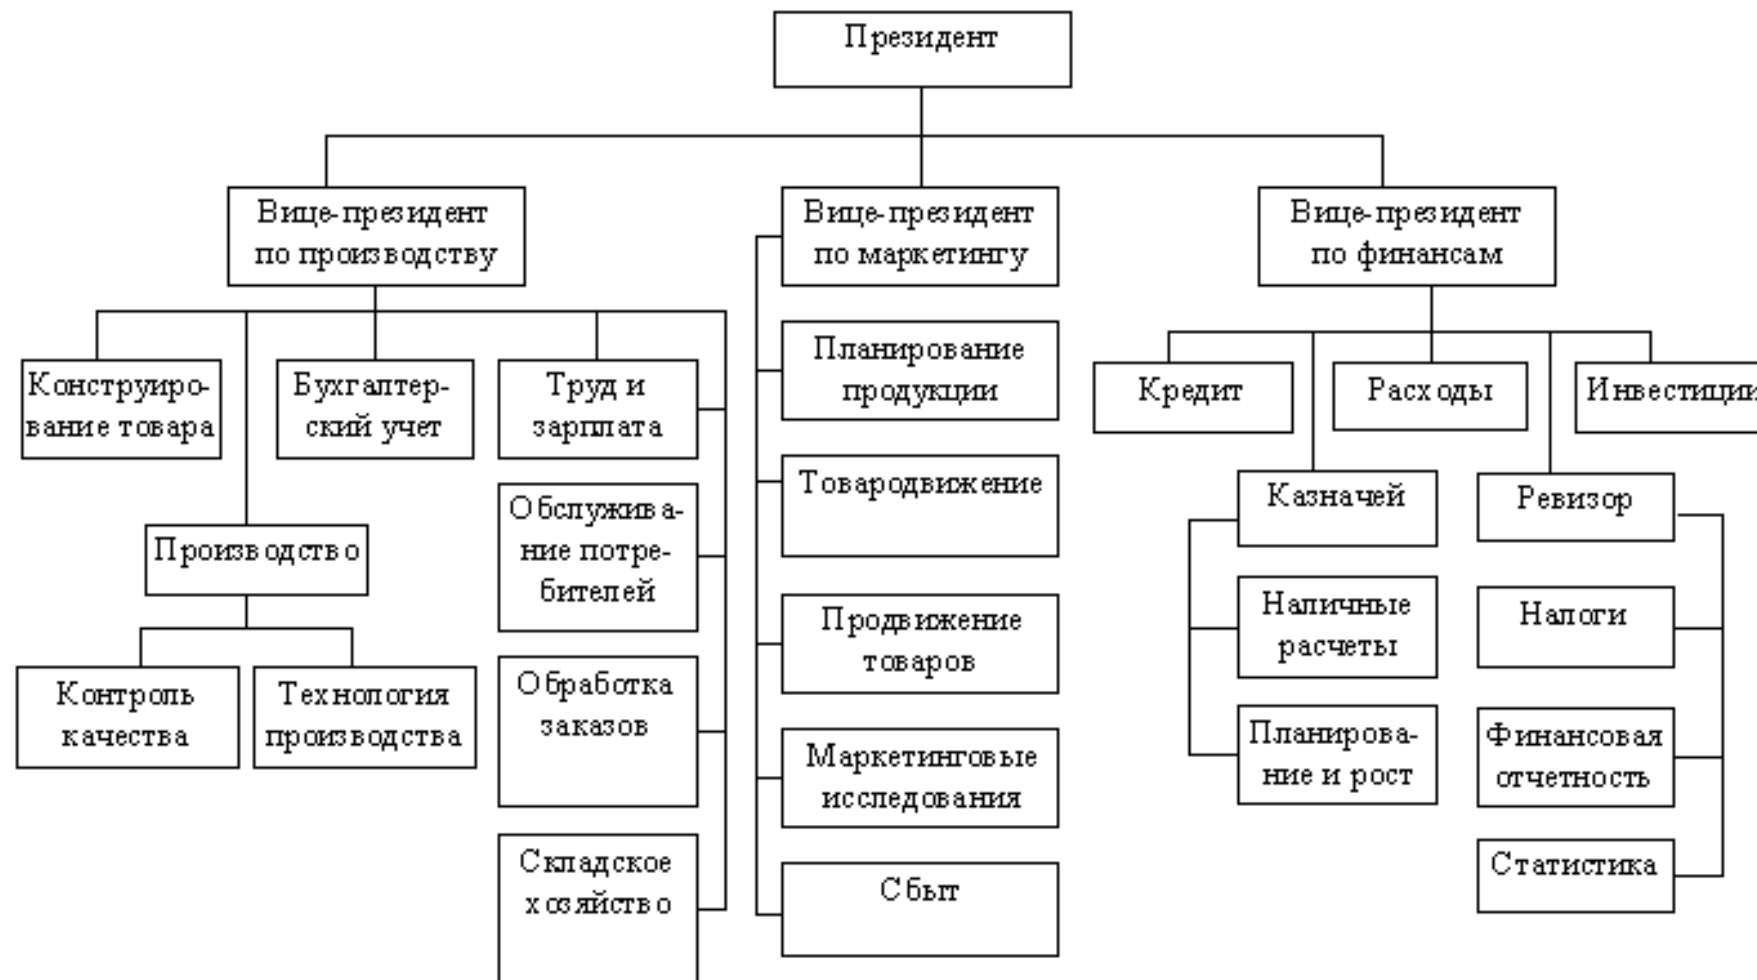 Президент
Вице-президент
по производству
Вице-президент
по маркетингу
Вице-президент
по финансам
Конструиро-
вание товара
Бухгалтер-
ский учет
Труд и
зарплата
Производство
Контроль
качества
Технология
производства
Обслужива-
ние потре-
бителей
Обработка
заказов
Складское
хозяйство
Планирование
продукции
Товародвижение
Продвижение
товаров
Маркетинговые
исследования
Сбыт
Кредит
Расходы
Инвестиции
Казначей
Наличные
расчеты
Планирова-
ние и рост
Ревизор
Налоги
Финансовая
отчетность
Статистика